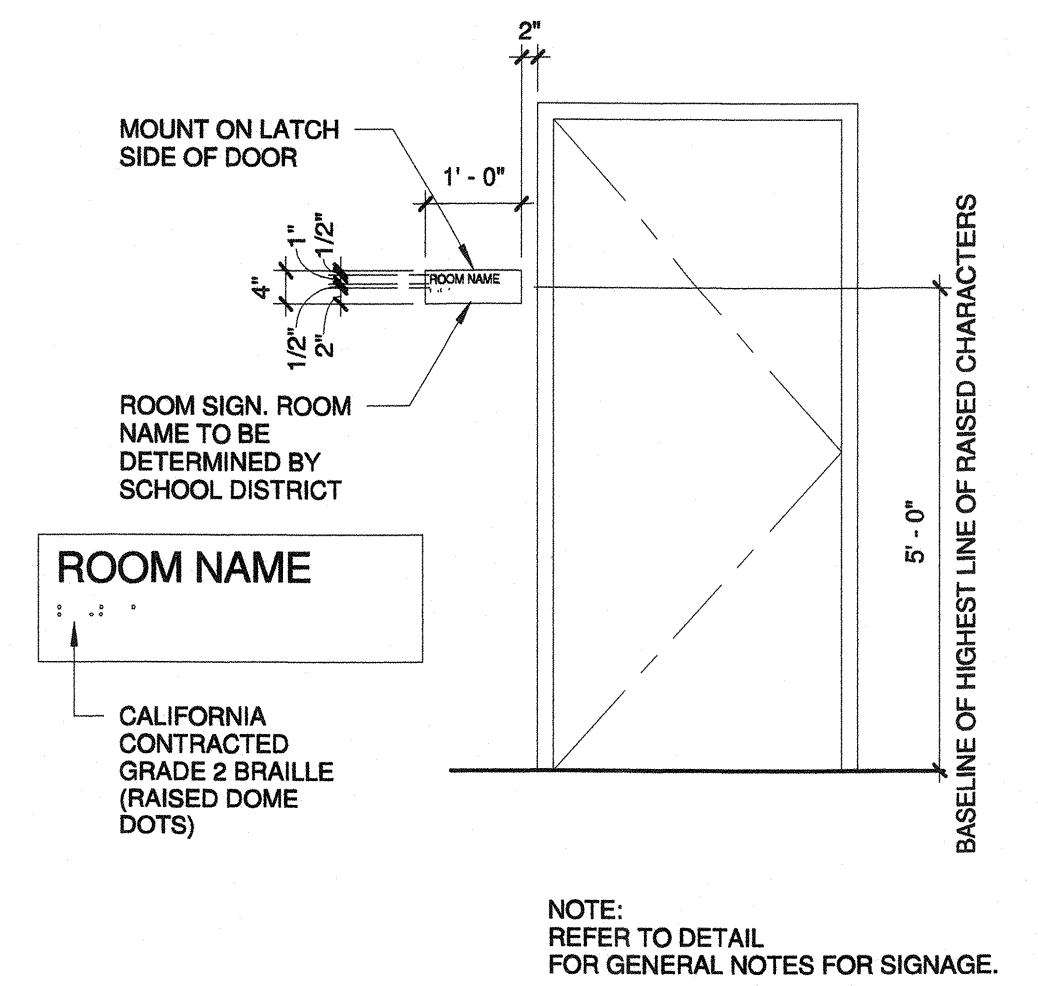 2"
MOUNT ON LATCH
SIDE OF DOOR
1' - 0"
1"
1/2"
4"
1/2"
2"
ROOM NAME
ROOM SIGN. ROOM
NAME TO BE
DETERMINED BY
SCHOOL DISTRICT
ROOM NAME
CALIFORNIA
CONTRACTED
GRADE 2 BRAILLE
(RAISED DOME
DOTS)
5' - 0"
BASELINE OF HIGHEST LINE OF RAISED CHARACTERS
NOTE:
REFER TO DETAIL
FOR GENERAL NOTES FOR SIGNAGE.